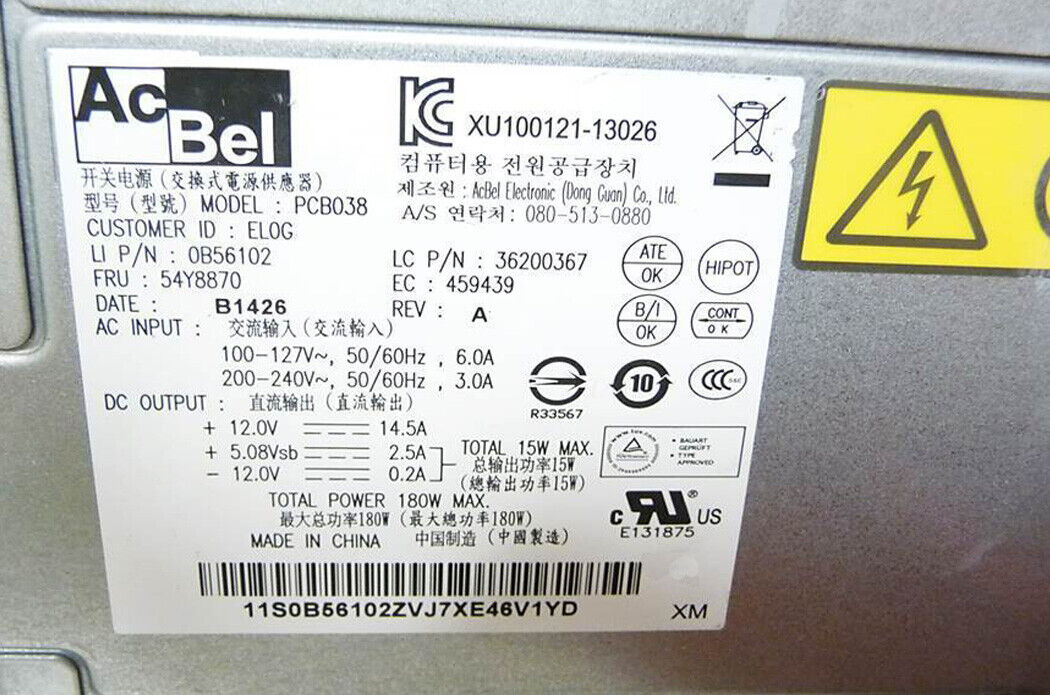 AcBel
开关电源 (交換式電源供應器)
型号 (型號) MODEL : PCB038
CUSTOMER ID : ELOG
LI P/N : 0B56102
FRU : 54Y8870
DATE : B1426
XU100121-13026
컴퓨터용 전원공급장치
제조원 : AcBel Electronic (Dong Guan) Co., Ltd.
A/S 연락처: 080-513-0880
LC P/N : 36200367
EC : 459439
REV : A
ATE
OK
HIPOT
B/I
OK
CONT
OK
AC INPUT : 交流输入 (交流輸入)
100-127V~, 50/60Hz , 6.0A
200-240V~, 50/60Hz , 3.0A
R33567
10
CCC
S&E
DC OUTPUT : 直流输出 (直流輸出)
+ 12.0V 14.5A
+ 5.08Vsb 2.5A
- 12.0V 0.2A
TOTAL 15W MAX.
总输出功率15W
(總輸出功率15W)
BAUART
GEPRÜFT
TYPE
APPROVED
TOTAL POWER 180W MAX.
最大总功率180W (最大總功率180W)
MADE IN CHINA 中国制造 (中國製造)
c RU ® US
E131875
11S0B56102ZVJ7XE46V1YD
XM